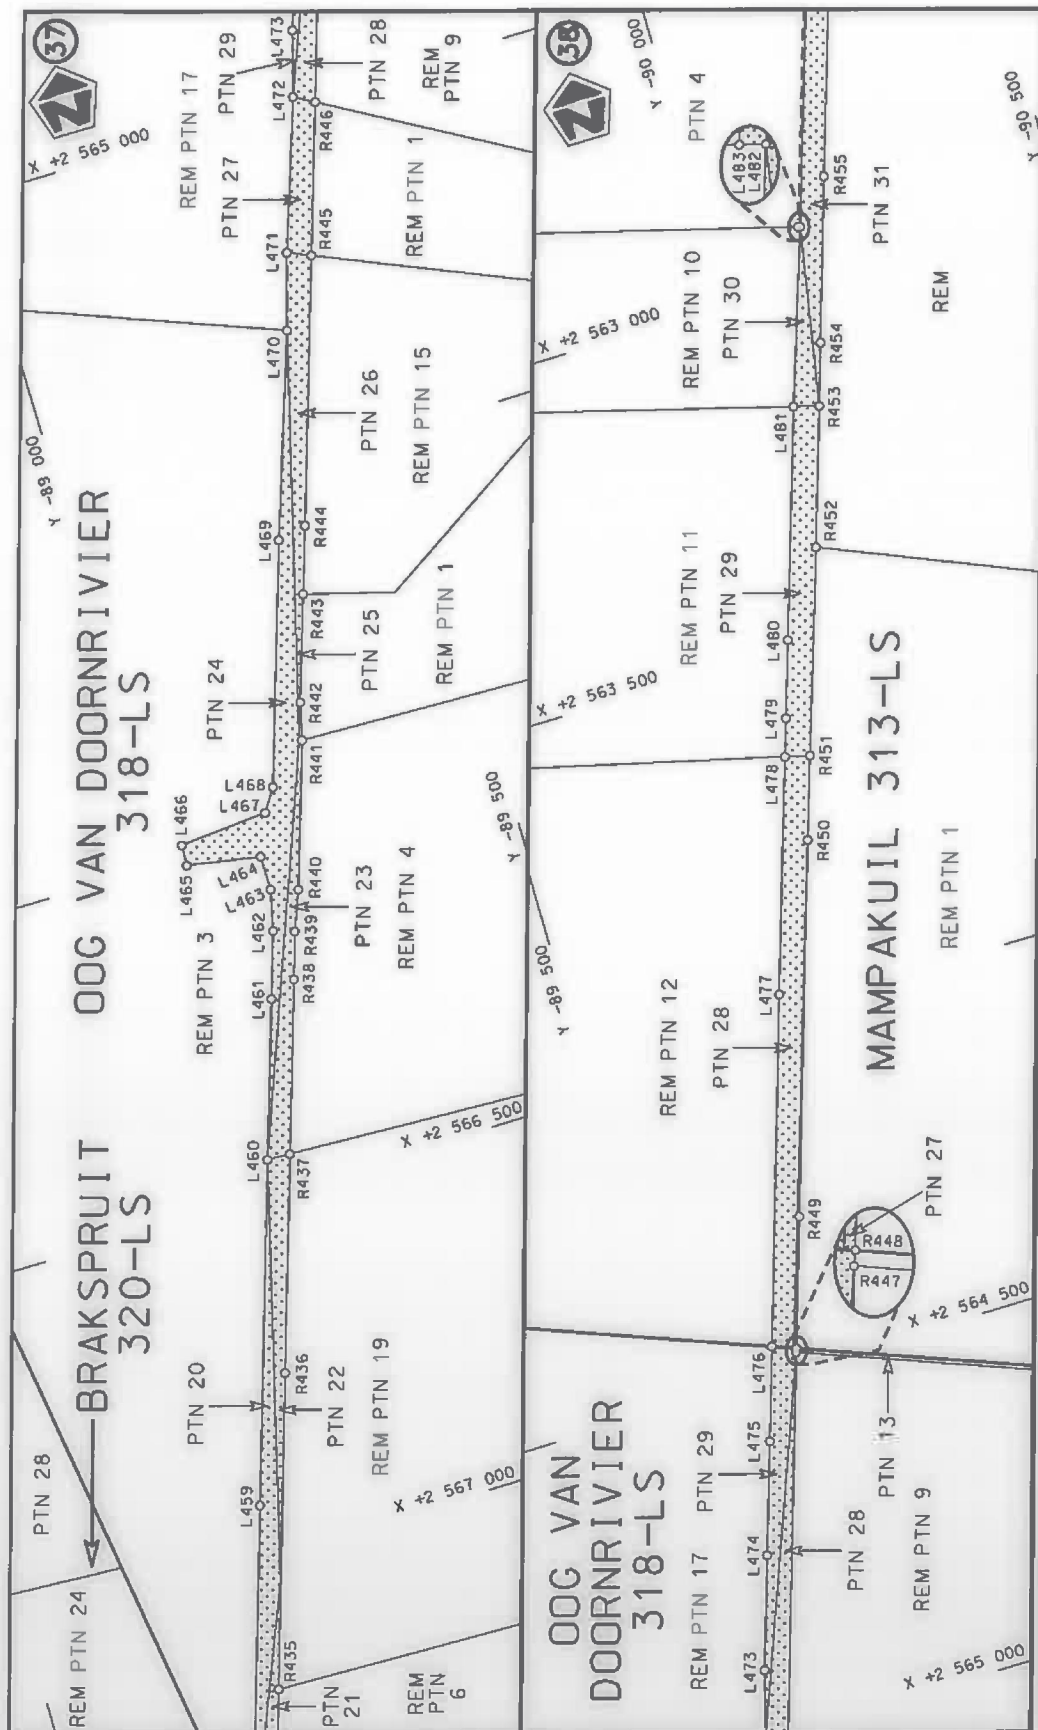 37
N
X +2 565 000
Y -89 000
REM PTN 17
PTN 29
PTN 27
L473
L472
L471
L470
L469
L468
L467
L466
L465
L464
L463
L462
L461
L460
L459
PTN 28
REM
PTN 9
R446
R445
REM PTN 1
PTN 26
REM PTN 15
R444
R443
PTN 25
REM PTN 1
R442
R441
PTN 24
OOG VAN DOORNRIVIER
318-LS
REM PTN 3
R440
R439
R438
PTN 23
REM PTN 4
Y -89 500
X +2 566 500
R437
BRAKSPRUIT
320-LS
PTN 20
R436
PTN 22
REM PTN 19
X +2 567 000
PTN 28
REM PTN 24
R435
PTN
21
REM
PTN
6
38
N
Y -90 000
PTN 4
L483
L482
Y -90 500
R455
PTN 31
REM
REM PTN 10
PTN 30
X +2 563 000
R454
R453
L481
R452
REM PTN 11
PTN 29
L480
L479
L478
X +2 563 500
R451
R450
MAMPAKUIL 313-LS
REM PTN 1
Y -89 500
L477
REM PTN 12
PTN 28
R449
PTN 27
R448
R447
X +2 564 500
L476
L475
L474
L473
PTN 13
OOG VAN
DOORNRIVIER
318-LS
PTN 29
REM PTN 17
PTN 28
REM PTN 9
X +2 565 000